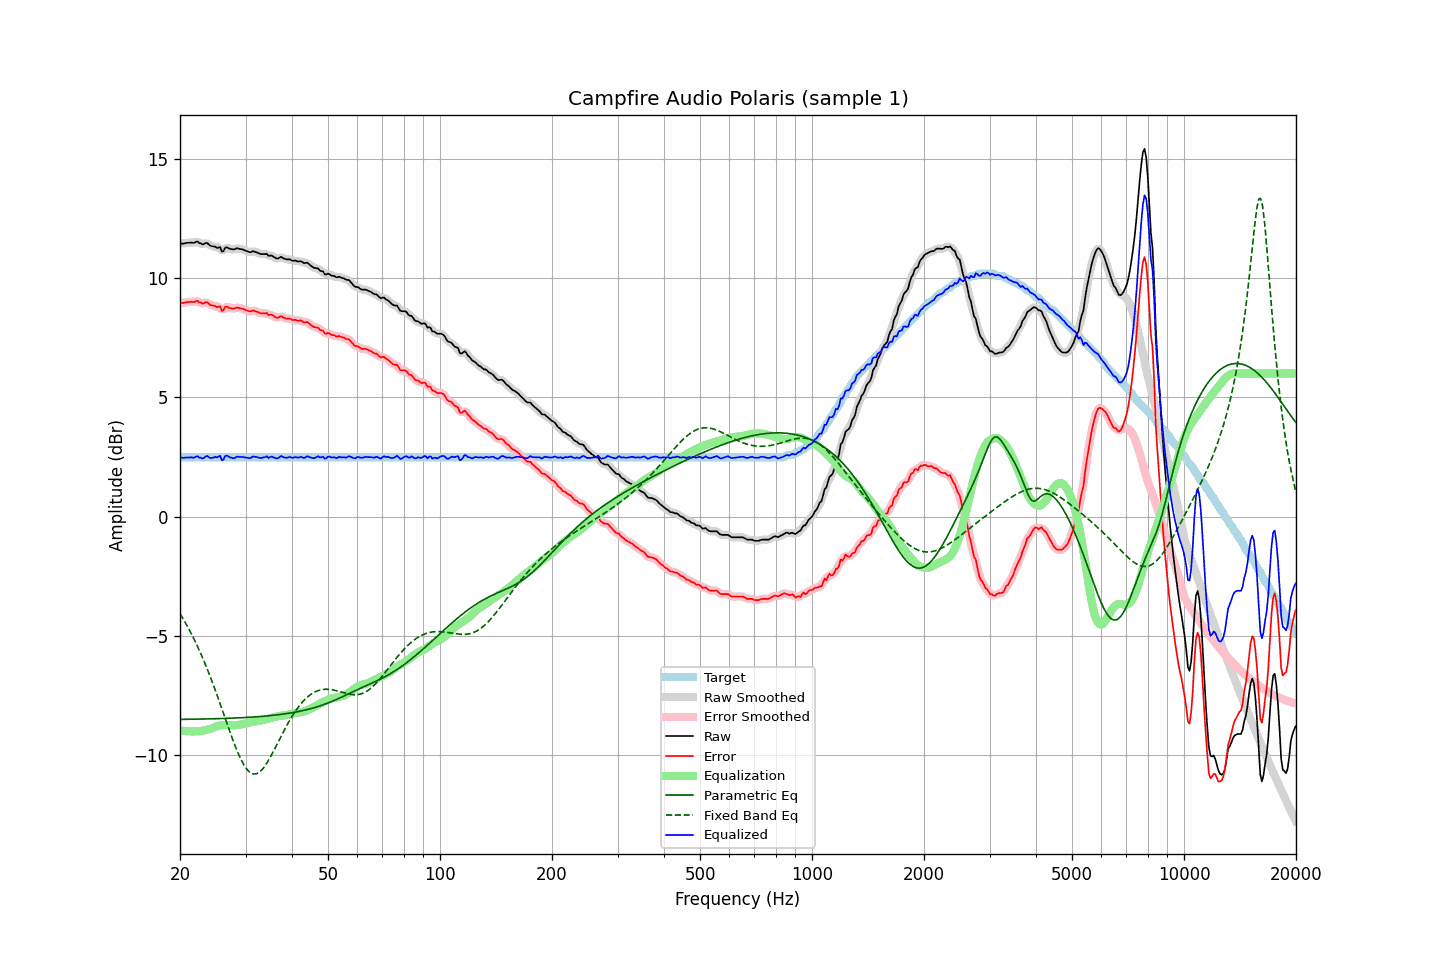 Campfire Audio Polaris (sample 1)
Amplitude (dBr)
15
10
5
0
−5
−10
20
50
100
200
500
1000
2000
5000
10000
20000
Frequency (Hz)
Target
Raw Smoothed
Error Smoothed
Raw
Error
Equalization
Parametric Eq
Fixed Band Eq
Equalized